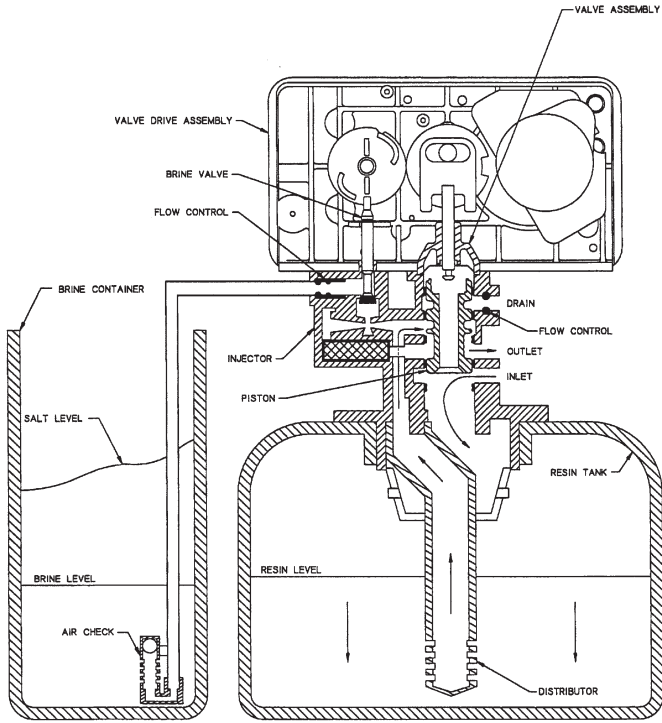 VALVE ASSEMBLY
VALVE DRIVE ASSEMBLY
BRINE VALVE
FLOW CONTROL
BRINE CONTAINER
DRAIN
FLOW CONTROL
INJECTOR
OUTLET
INLET
PISTON
SALT LEVEL
RESIN TANK
BRINE LEVEL
RESIN LEVEL
AIR CHECK
DISTRIBUTOR